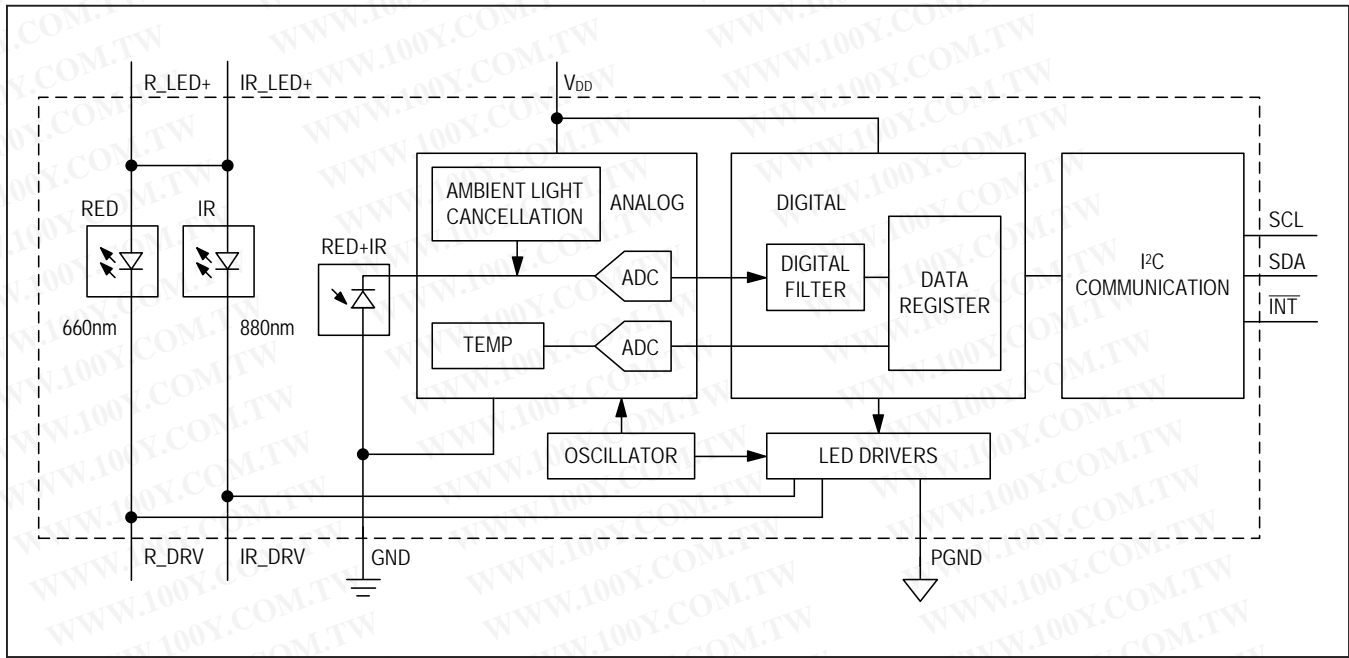 R_LED+
IR_LED+
VDD
RED
IR
660nm
880nm
RED+IR
AMBIENT LIGHT
CANCELLATION
ANALOG
ADC
TEMP
ADC
DIGITAL
DIGITAL
FILTER
DATA
REGISTER
I²C
COMMUNICATION
SCL
SDA
INT
OSCILLATOR
LED DRIVERS
R_DRV
IR_DRV
GND
PGND
WWW.100Y.COM.TW